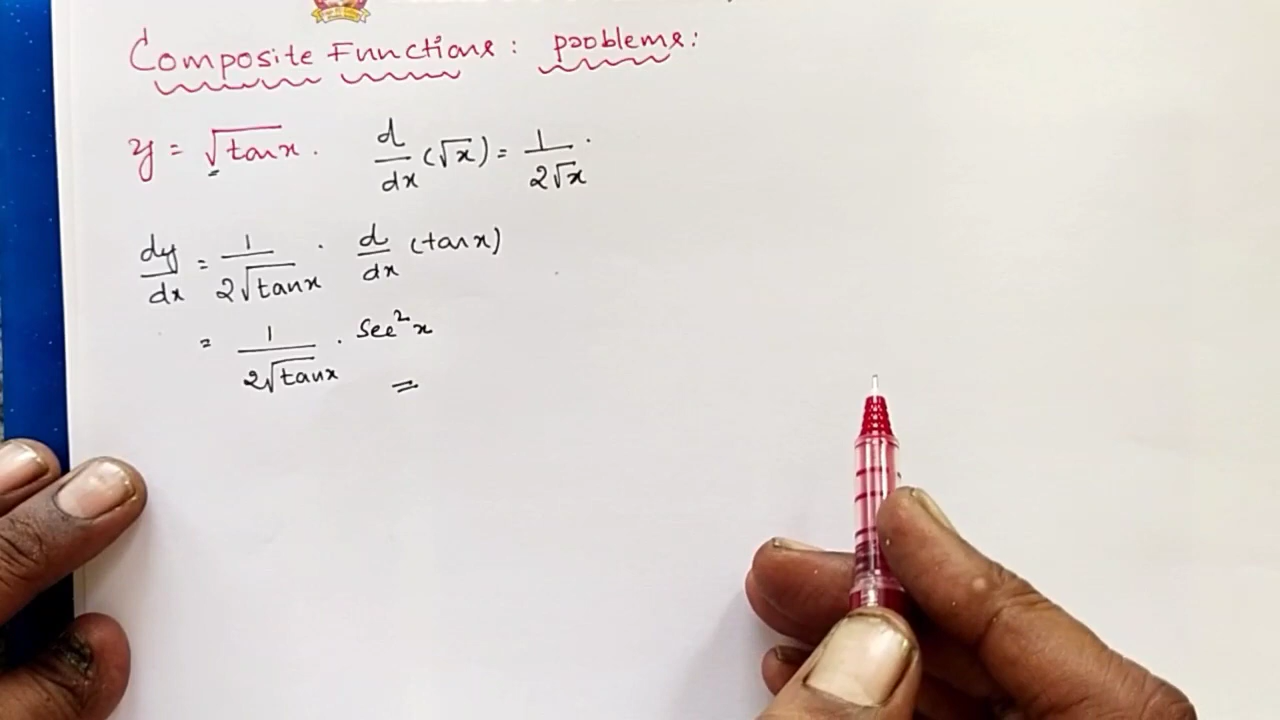 Composite Functions: problems:
y = √tanx. d/dx (√x) = 1/2√x.
dy/dx = 1/2√tanx · d/dx (tanx)
= 1/2√tanx · Sec²x